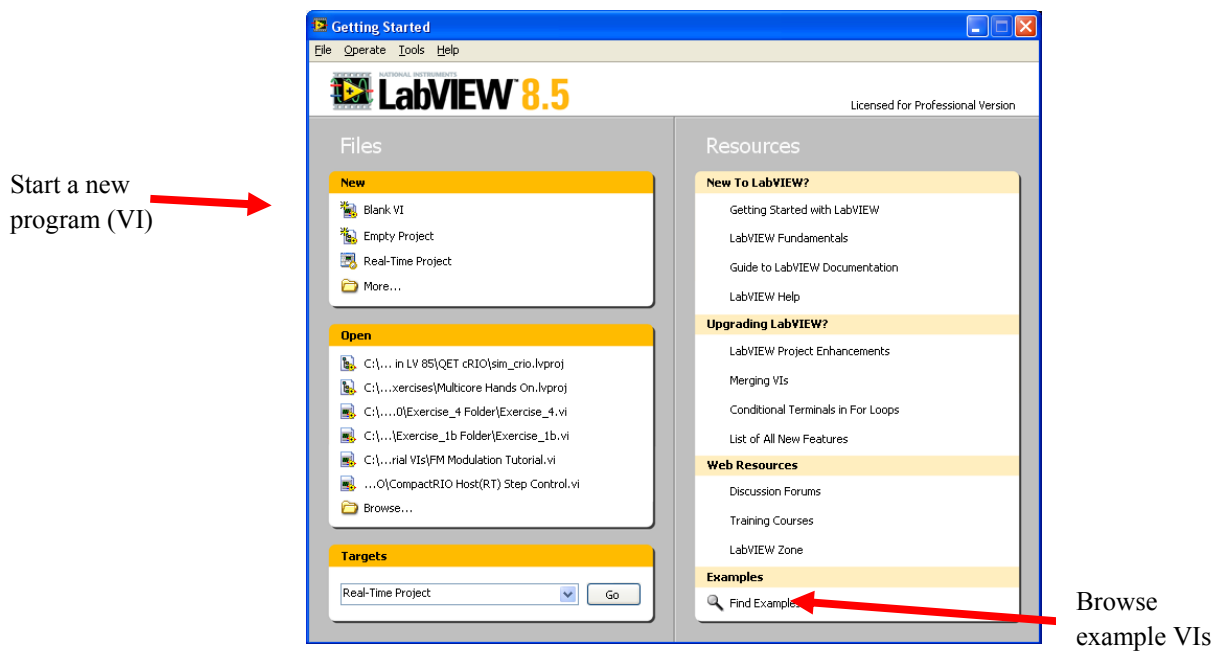 Getting Started
File Operate Tools Help
NATIONAL INSTRUMENTS
LabVIEW™ 8.5
Licensed for Professional Version
Start a new
program (VI)
Files
New
Blank VI
Empty Project
Real-Time Project
More...
Open
C:\... in LV 85\QET cRIO\sim_crio.lvproj
C:\...xercises\Multicore Hands On.lvproj
C:\....0\Exercise_4 Folder\Exercise_4.vi
C:\...\Exercise_1b Folder\Exercise_1b.vi
C:\...rial VIs\FM Modulation Tutorial.vi
...O\CompactRIO Host(RT) Step Control.vi
Browse...
Targets
Real-Time Project
Go
Resources
New To LabVIEW?
Getting Started with LabVIEW
LabVIEW Fundamentals
Guide to LabVIEW Documentation
LabVIEW Help
Upgrading LabVIEW?
LabVIEW Project Enhancements
Merging VIs
Conditional Terminals in For Loops
List of All New Features
Web Resources
Discussion Forums
Training Courses
LabVIEW Zone
Examples
Find Examples
Browse
example VIs